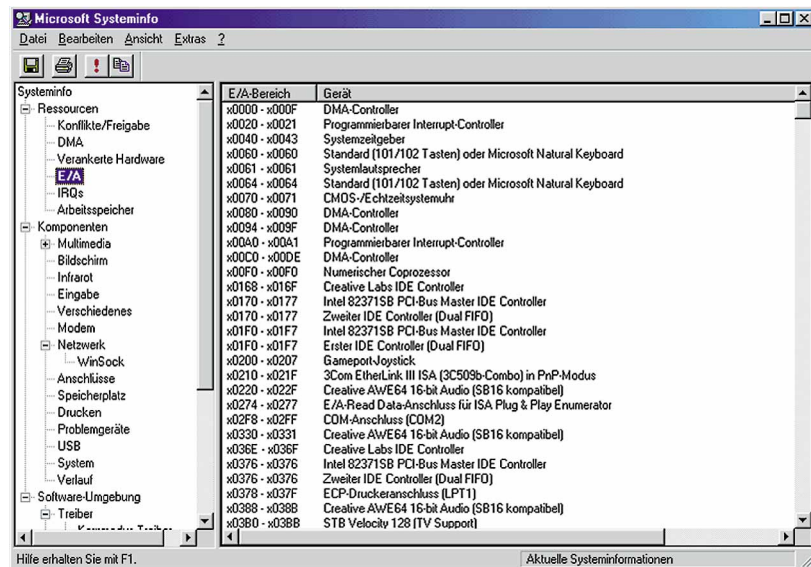 Microsoft Systeminfo
Datei Bearbeiten Ansicht Extras ?
Systeminfo
Ressourcen
Konflikte/Freigabe
DMA
Verankerte Hardware
E/A
IRQs
Arbeitsspeicher
Komponenten
Multimedia
Bildschirm
Infrarot
Eingabe
Verschiedenes
Modem
Netzwerk
WinSock
Anschlüsse
Speicherplatz
Drucken
Problemgeräte
USB
System
Verlauf
Software-Umgebung
Treiber
E/A-Bereich Gerät
x0000 - x000F DMA-Controller
x0020 - x0021 Programmierbarer Interrupt-Controller
x0040 - x0043 Systemzeitgeber
x0060 - x0060 Standard (101/102 Tasten) oder Microsoft Natural Keyboard
x0061 - x0061 Systemlautsprecher
x0064 - x0064 Standard (101/102 Tasten) oder Microsoft Natural Keyboard
x0070 - x0071 CMOS-/Echtzeitsystemuhr
x0080 - x0090 DMA-Controller
x0094 - x009F DMA-Controller
x00A0 - x00A1 Programmierbarer Interrupt-Controller
x00C0 - x00DE DMA-Controller
x00F0 - x00F0 Numerischer Coprozessor
x0168 - x016F Creative Labs IDE Controller
x0170 - x0177 Intel 82371SB PCI-Bus Master IDE Controller
x0170 - x0177 Zweiter IDE Controller (Dual FIFO)
x01F0 - x01F7 Intel 82371SB PCI-Bus Master IDE Controller
x01F0 - x01F7 Erster IDE Controller (Dual FIFO)
x0200 - x0207 Gameport-Joystick
x0210 - x021F 3Com EtherLink III ISA (3C509b-Combo) in PnP-Modus
x0220 - x022F Creative AWE64 16-bit Audio (SB16 kompatibel)
x0274 - x0277 E/A-Read Data-Anschluss für ISA Plug & Play Enumerator
x02F8 - x02FF COM-Anschluss (COM2)
x0330 - x0331 Creative AWE64 16-bit Audio (SB16 kompatibel)
x036E - x036F Creative Labs IDE Controller
x0376 - x0376 Intel 82371SB PCI-Bus Master IDE Controller
x0376 - x0376 Zweiter IDE Controller (Dual FIFO)
x0378 - x037F ECP-Druckeranschluss (LPT1)
x0388 - x038B Creative AWE64 16-bit Audio (SB16 kompatibel)
x03B0 - x03BB STB Velocity 128 (TV Support)
Hilfe erhalten Sie mit F1. Aktuelle Systeminformationen